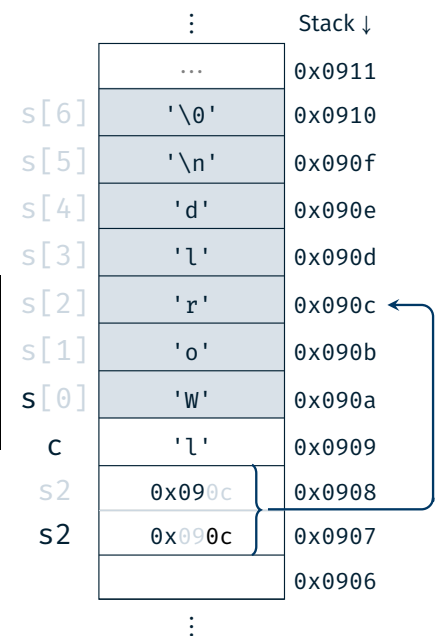 ⋮ Stack ↓
... 0x0911
s[6] '\0' 0x0910
s[5] '\n' 0x090f
s[4] 'd' 0x090e
s[3] 'l' 0x090d
s[2] 'r' 0x090c
s[1] 'o' 0x090b
s[0] 'W' 0x090a
c 'l' 0x0909
s2 0x090c 0x0908
s2 0x090c 0x0907
0x0906
⋮